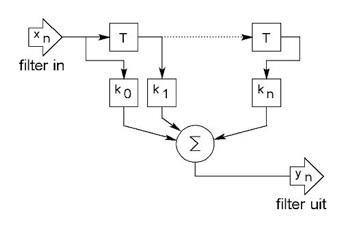 xn
T
T
filter in
k0
k1
kn
Σ
yn
filter uit